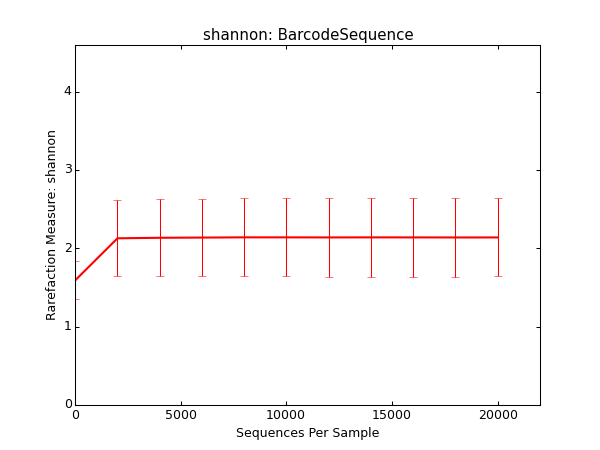 shannon: BarcodeSequence
4
3
2
1
0
Rarefaction Measure: shannon
0 5000 10000 15000 20000
Sequences Per Sample